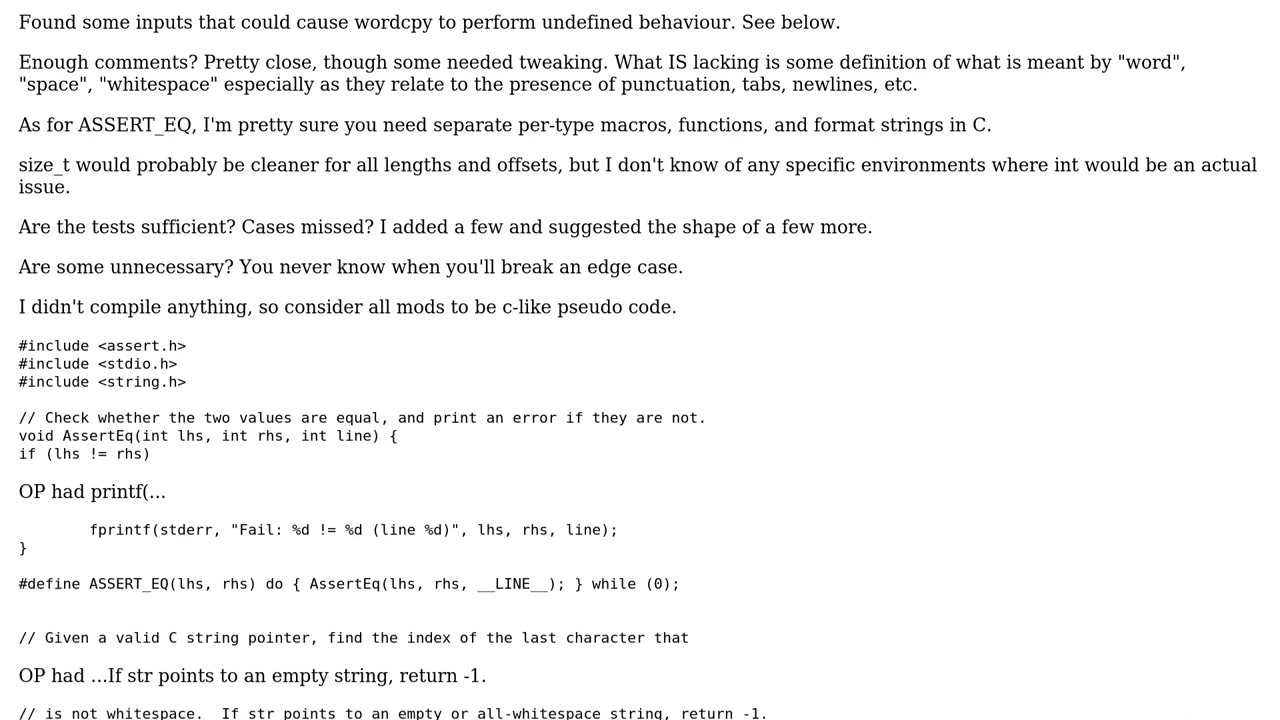 Found some inputs that could cause wordcpy to perform undefined behaviour. See below.
Enough comments? Pretty close, though some needed tweaking. What IS lacking is some definition of what is meant by "word",
"space", "whitespace" especially as they relate to the presence of punctuation, tabs, newlines, etc.
As for ASSERT_EQ, I'm pretty sure you need separate per-type macros, functions, and format strings in C.
size_t would probably be cleaner for all lengths and offsets, but I don't know of any specific environments where int would be an actual
issue.
Are the tests sufficient? Cases missed? I added a few and suggested the shape of a few more.
Are some unnecessary? You never know when you'll break an edge case.
I didn't compile anything, so consider all mods to be c-like pseudo code.
#include <assert.h>
#include <stdio.h>
#include <string.h>
// Check whether the two values are equal, and print an error if they are not.
void AssertEq(int lhs, int rhs, int line) {
if (lhs != rhs)
OP had printf(...
fprintf(stderr, "Fail: %d != %d (line %d)", lhs, rhs, line);
}
#define ASSERT_EQ(lhs, rhs) do { AssertEq(lhs, rhs, __LINE__); } while (0);
// Given a valid C string pointer, find the index of the last character that
OP had ...If str points to an empty string, return -1.
// is not whitespace.  If str points to an empty or all-whitespace string, return -1.